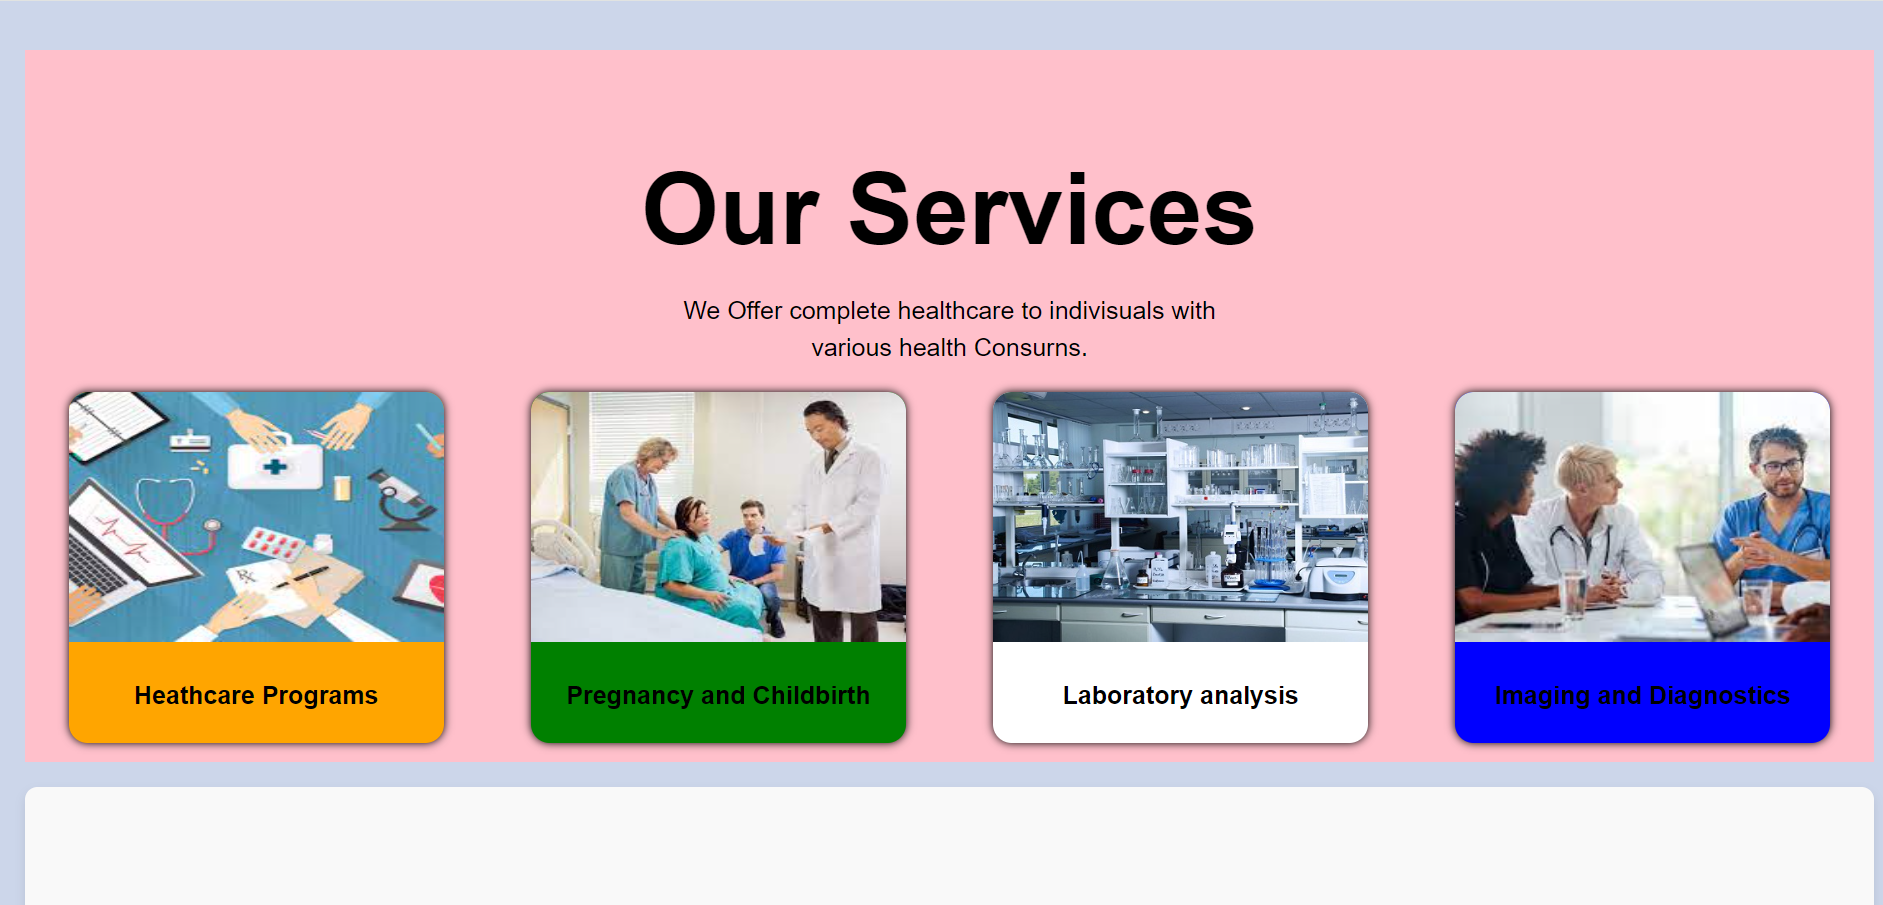 Our Services
We Offer complete healthcare to indivisuals with
various health Consurns.
Heathcare Programs
Pregnancy and Childbirth
Laboratory analysis
Imaging and Diagnostics